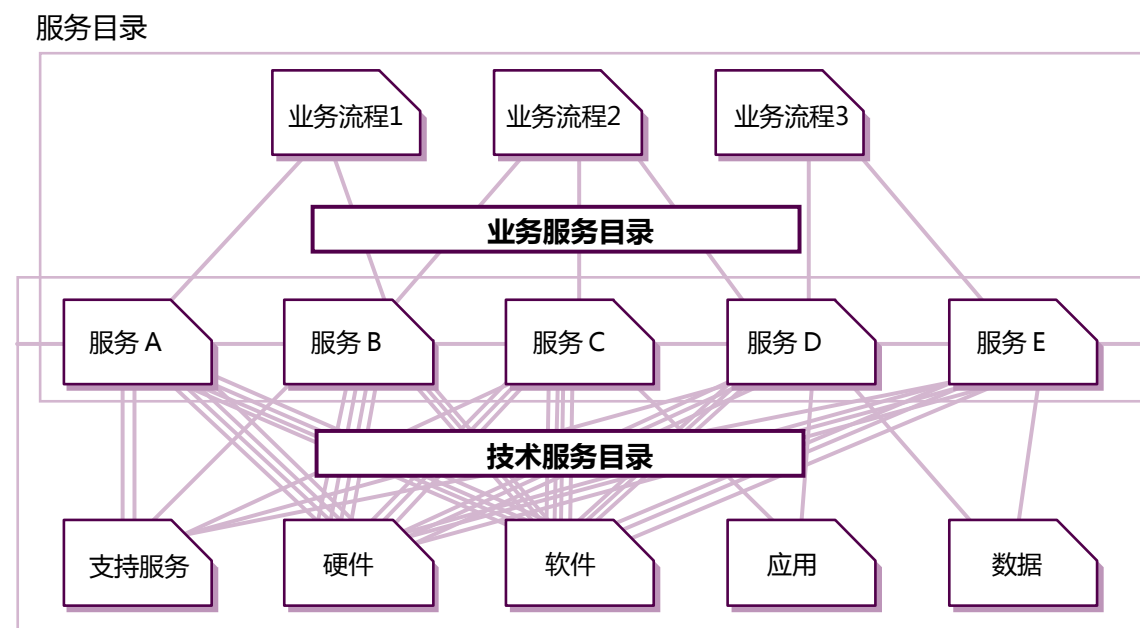 服务目录
业务流程1
业务流程2
业务流程3
业务服务目录
服务 A
服务 B
服务 C
服务 D
服务 E
技术服务目录
支持服务
硬件
软件
应用
数据